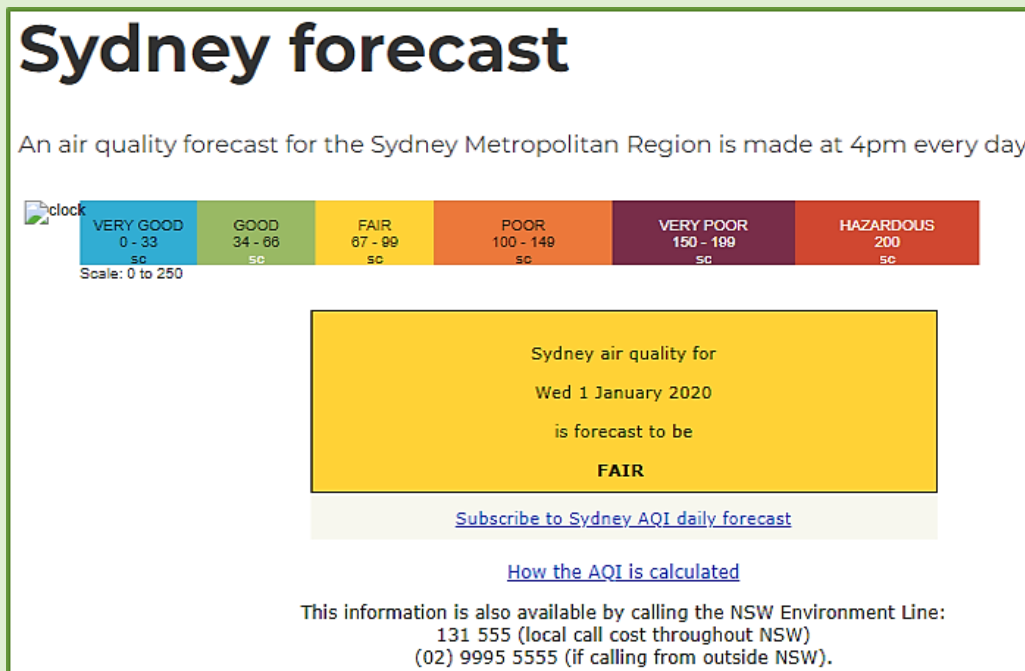 Sydney forecast
An air quality forecast for the Sydney Metropolitan Region is made at 4pm every day
clock
VERY GOOD
0 - 33
sc
GOOD
34 - 66
sc
FAIR
67 - 99
sc
POOR
100 - 149
sc
VERY POOR
150 - 199
sc
HAZARDOUS
200
sc
Scale: 0 to 250
Sydney air quality for
Wed 1 January 2020
is forecast to be
FAIR
Subscribe to Sydney AQI daily forecast
How the AQI is calculated
This information is also available by calling the NSW Environment Line:
131 555 (local call cost throughout NSW)
(02) 9995 5555 (if calling from outside NSW).